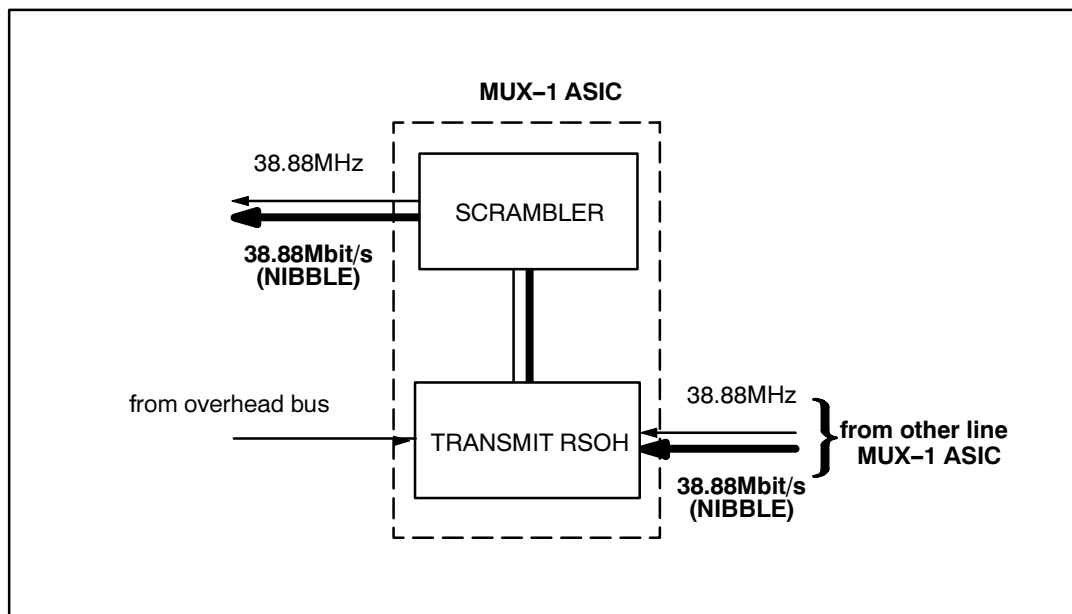 MUX–1 ASIC
38.88MHz
SCRAMBLER
38.88Mbit/s
(NIBBLE)
from overhead bus
TRANSMIT RSOH
38.88MHz
from other line
MUX–1 ASIC
38.88Mbit/s
(NIBBLE)